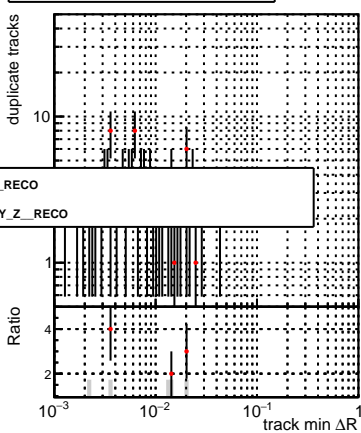 duplicate tracks
10
_RECO
Y_Z__RECO
1
Ratio
4
2
10−3
10−2
10−1
1
track min ΔR